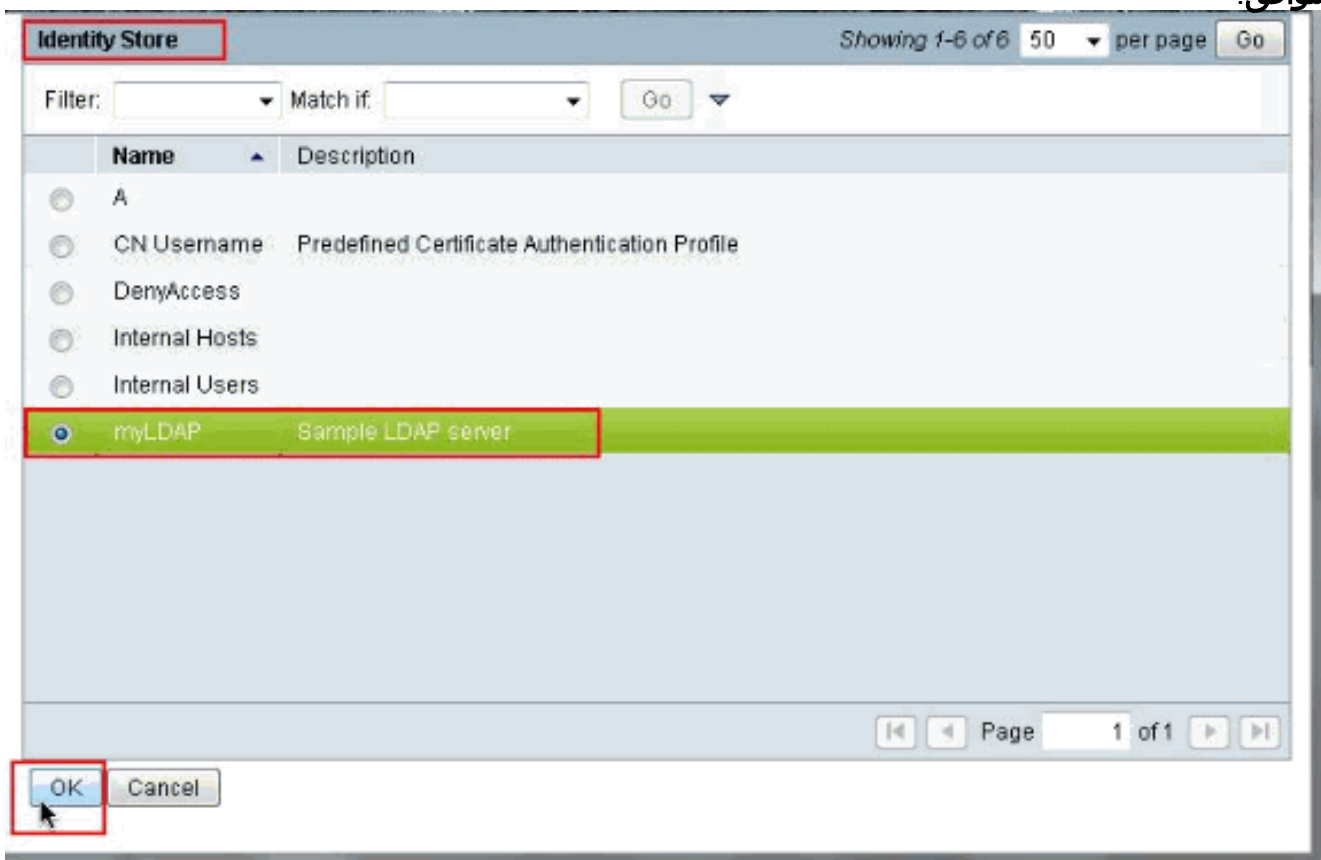 موافق.
Identity Store Showing 1-6 of 6 50 per page Go
Filter: Match if: Go
Name Description
A
CN Username Predefined Certificate Authentication Profile
DenyAccess
Internal Hosts
Internal Users
myLDAP Sample LDAP server
Page 1 of 1
OK Cancel